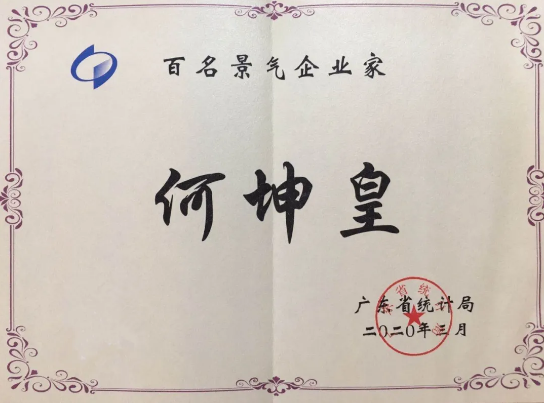 百名景气企业家
何坤皇
广东省统计局
二〇二〇年三月